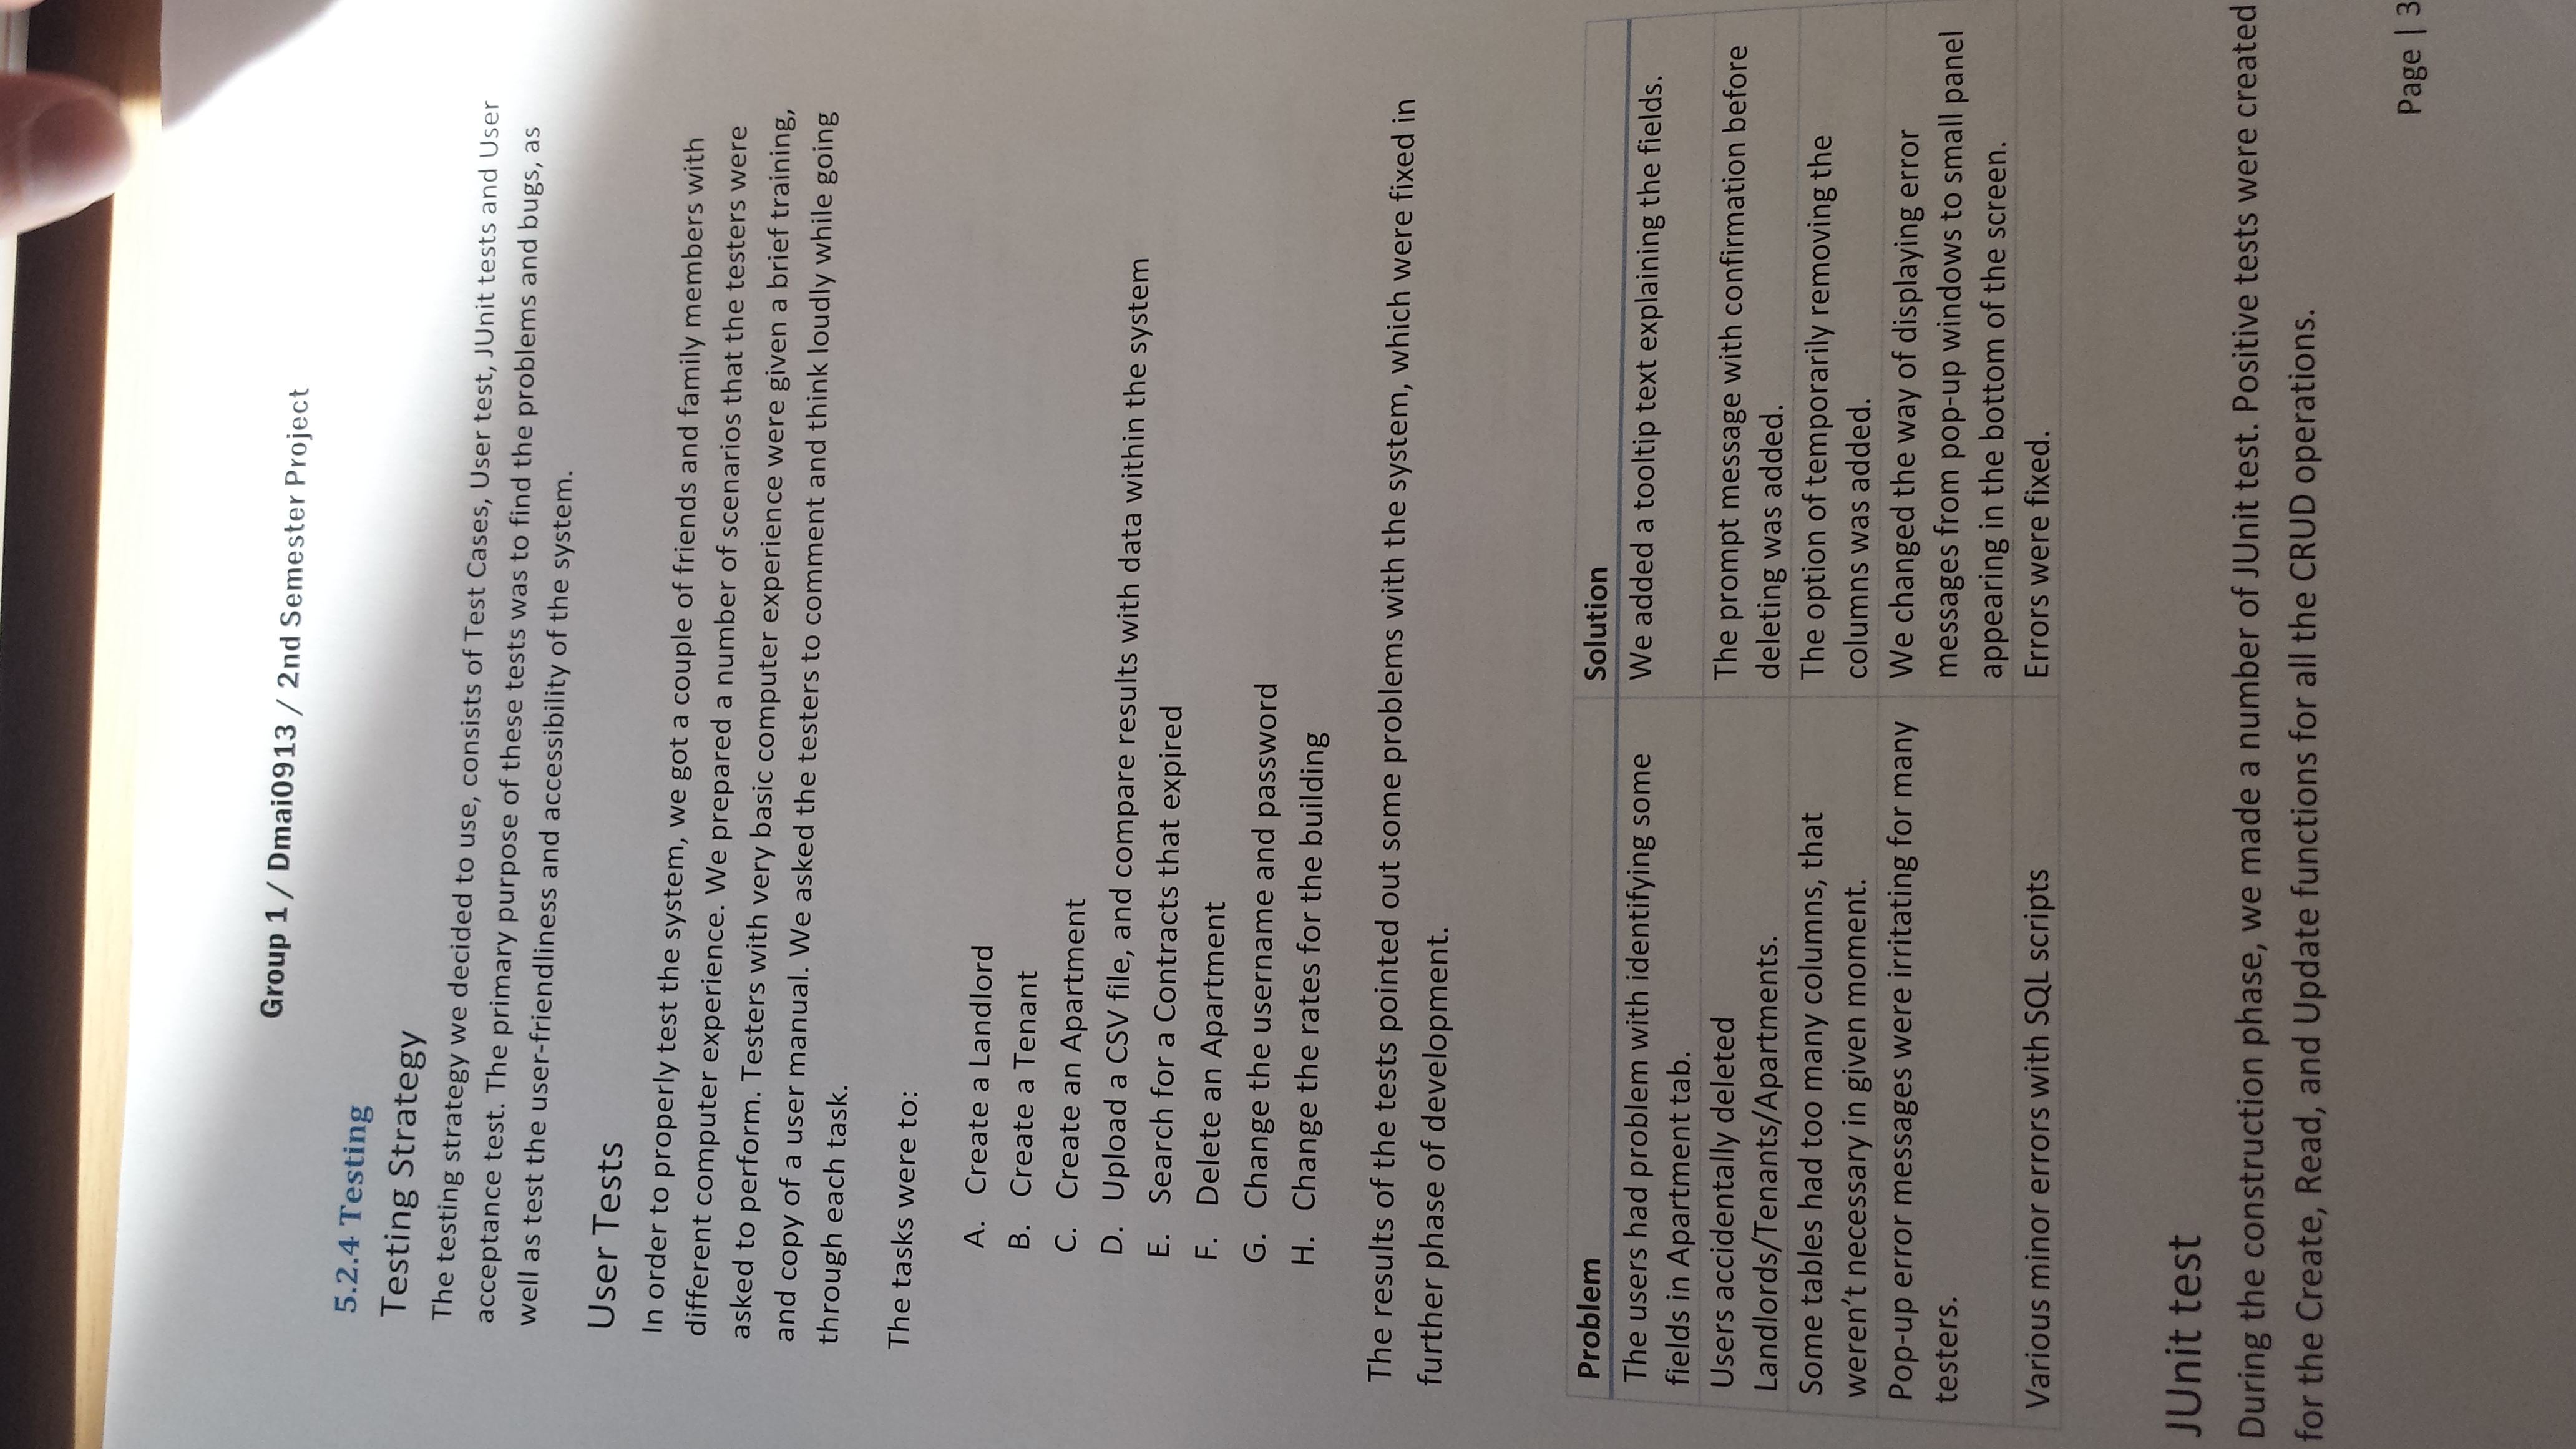 Group 1 / Dmai0913 / 2nd Semester Project
5.2.4 Testing
Testing Strategy
The testing strategy we decided to use, consists of Test Cases, User test, JUnit tests and User
acceptance test. The primary purpose of these tests was to find the problems and bugs, as
well as test the user-friendliness and accessibility of the system.
User Tests
In order to properly test the system, we got a couple of friends and family members with
different computer experience. We prepared a number of scenarios that the testers were
asked to perform. Testers with very basic computer experience were given a brief training,
and copy of a user manual. We asked the testers to comment and think loudly while going
through each task.
The tasks were to:
A. Create a Landlord
B. Create a Tenant
C. Create an Apartment
D. Upload a CSV file, and compare results with data within the system
E. Search for a Contracts that expired
F. Delete an Apartment
G. Change the username and password
H. Change the rates for the building
The results of the tests pointed out some problems with the system, which were fixed in
further phase of development.
Problem
Solution
The users had problem with identifying some
fields in Apartment tab.
We added a tooltip text explaining the fields.
Users accidentally deleted
Landlords/Tenants/Apartments.
The prompt message with confirmation before
deleting was added.
Some tables had too many columns, that
weren't necessary in given moment.
The option of temporarily removing the
columns was added.
Pop-up error messages were irritating for many
testers.
We changed the way of displaying error
messages from pop-up windows to small panel
appearing in the bottom of the screen.
Various minor errors with SQL scripts
Errors were fixed.
JUnit test
During the construction phase, we made a number of JUnit test. Positive tests were created
for the Create, Read, and Update functions for all the CRUD operations.
Page | 3